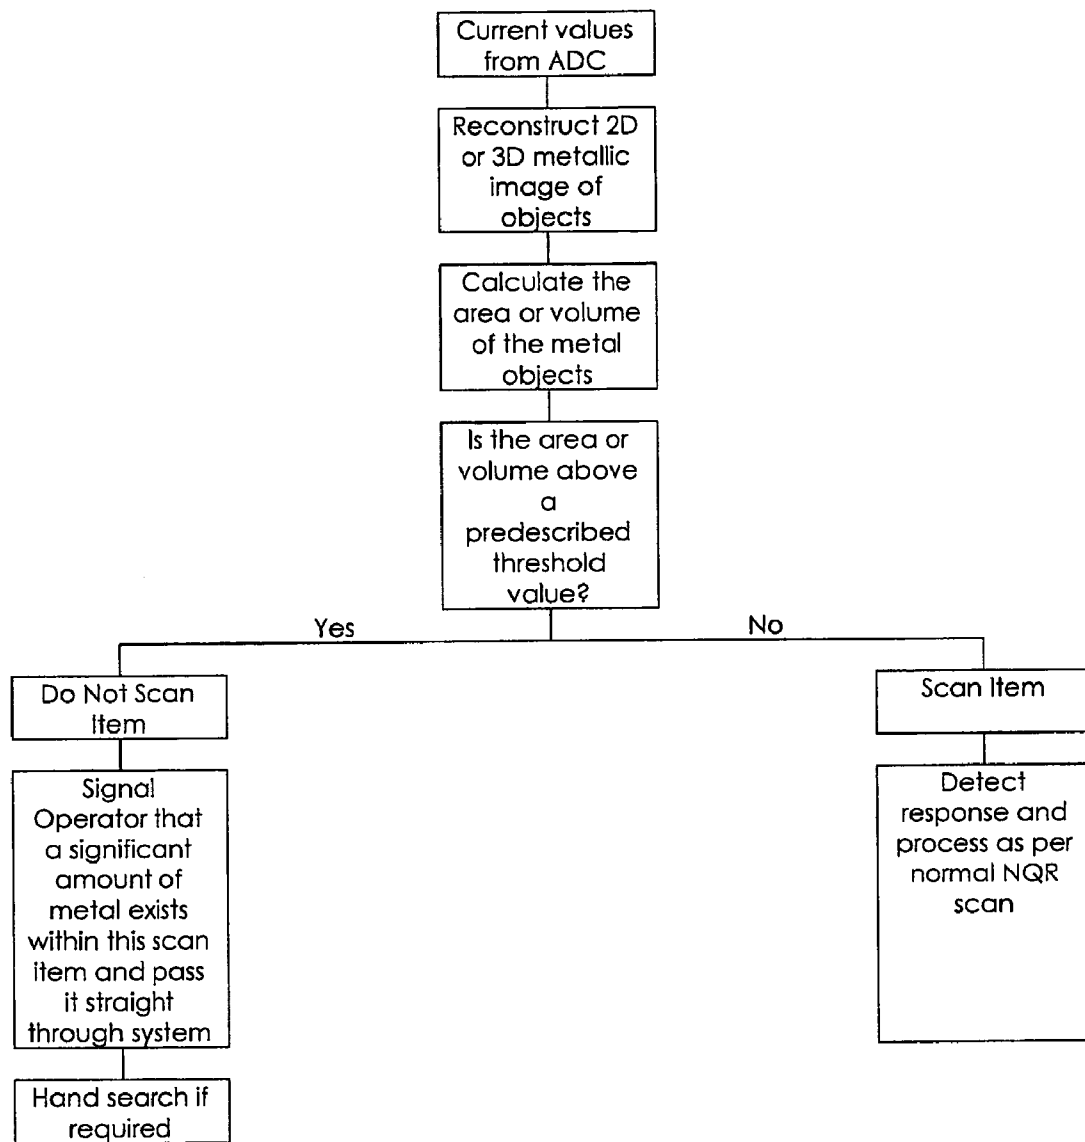 Current values
from ADC
Reconstruct 2D
or 3D metallic
image of
objects
Calculate the
area or volume
of the metal
objects
Is the area or
volume above
a
predescribed
threshold
value?
Yes
No
Do Not Scan
Item
Signal
Operator that
a significant
amount of
metal exists
within this scan
item and pass
it straight
through system
Hand search if
required
Scan Item
Detect
response and
process as per
normal NQR
scan